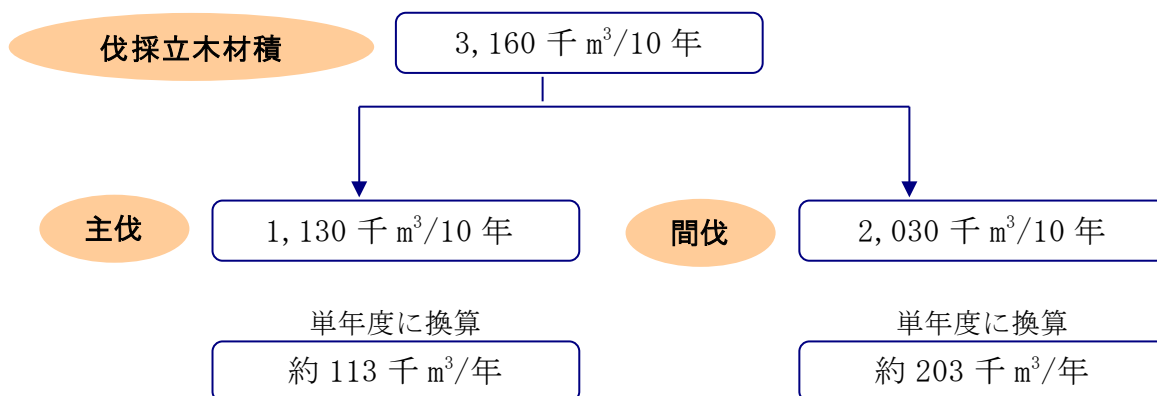 伐採立木材積
3,160 千 m³/10 年
主伐
1,130 千 m³/10 年
間伐
2,030 千 m³/10 年
単年度に換算
単年度に換算
約 113 千 m³/年
約 203 千 m³/年